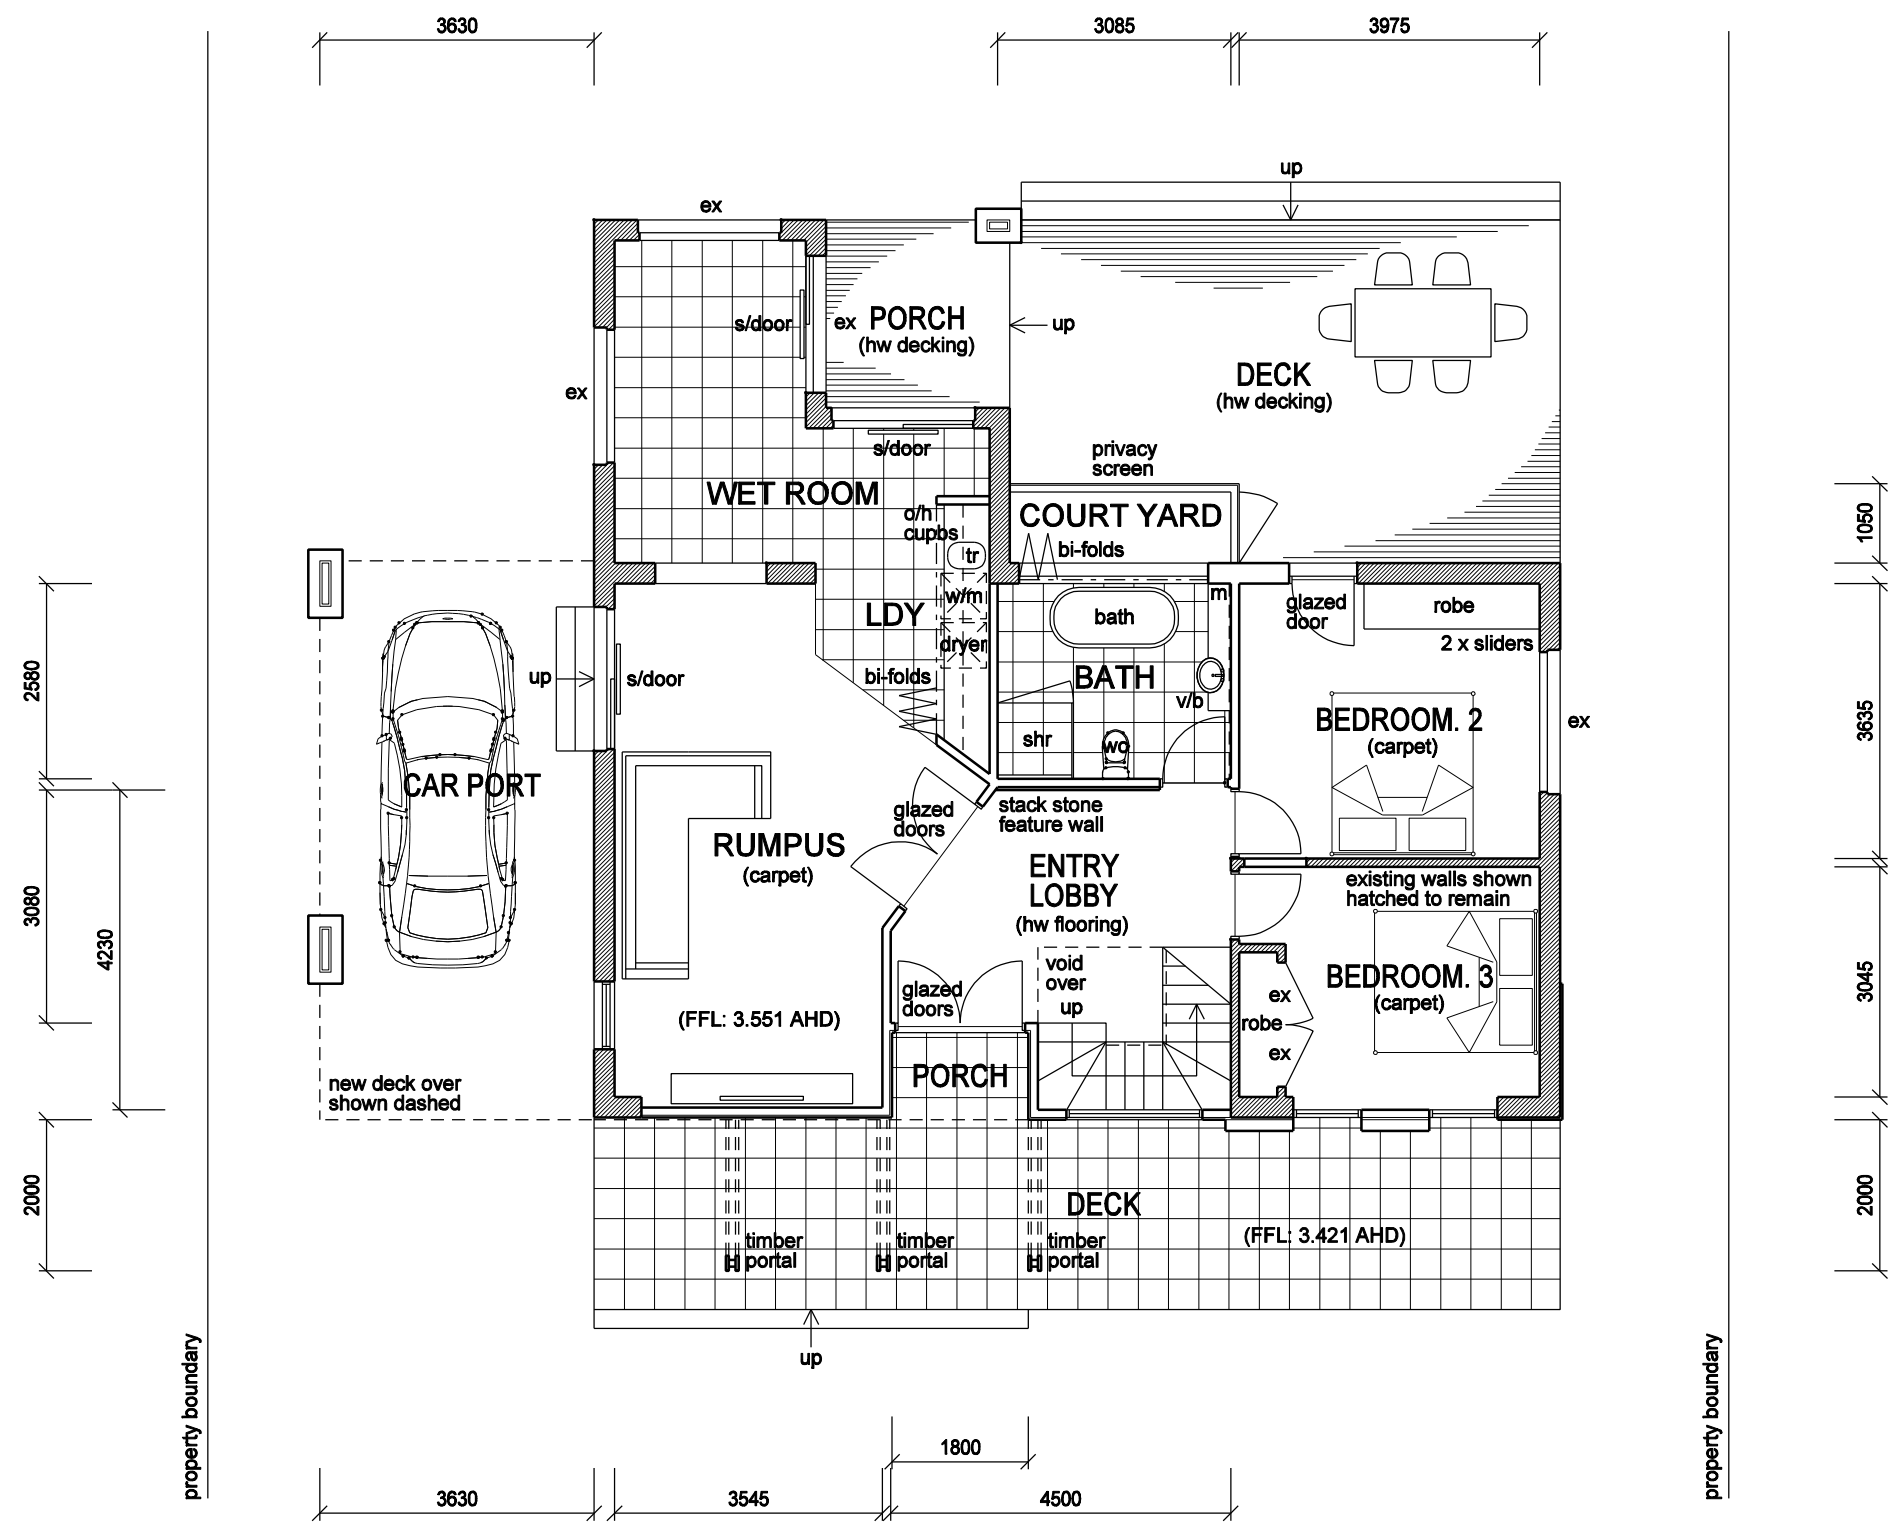 3630
3085
3975
up
ex
s/door
ex
PORCH
(hw decking)
up
DECK
(hw decking)
ex
s/door
privacy
screen
WET ROOM
o/h
cupbs
COURT YARD
bi-folds
1050
tr
w/m
LDY
dryer
bi-folds
bath
m
glazed
door
robe
2 x sliders
BATH
v/b
shr
wc
2580
up
s/door
BEDROOM. 2
(carpet)
ex
3635
CAR PORT
glazed
doors
stack stone
feature wall
RUMPUS
(carpet)
ENTRY
LOBBY
(hw flooring)
existing walls shown
hatched to remain
3080
4230
void
over
up
glazed
doors
BEDROOM. 3
(carpet)
ex
robe
ex
3045
(FFL: 3.551 AHD)
PORCH
new deck over
shown dashed
2000
DECK
(FFL: 3.421 AHD)
2000
timber
portal
timber
portal
timber
portal
up
property boundary
property boundary
1800
3630
3545
4500